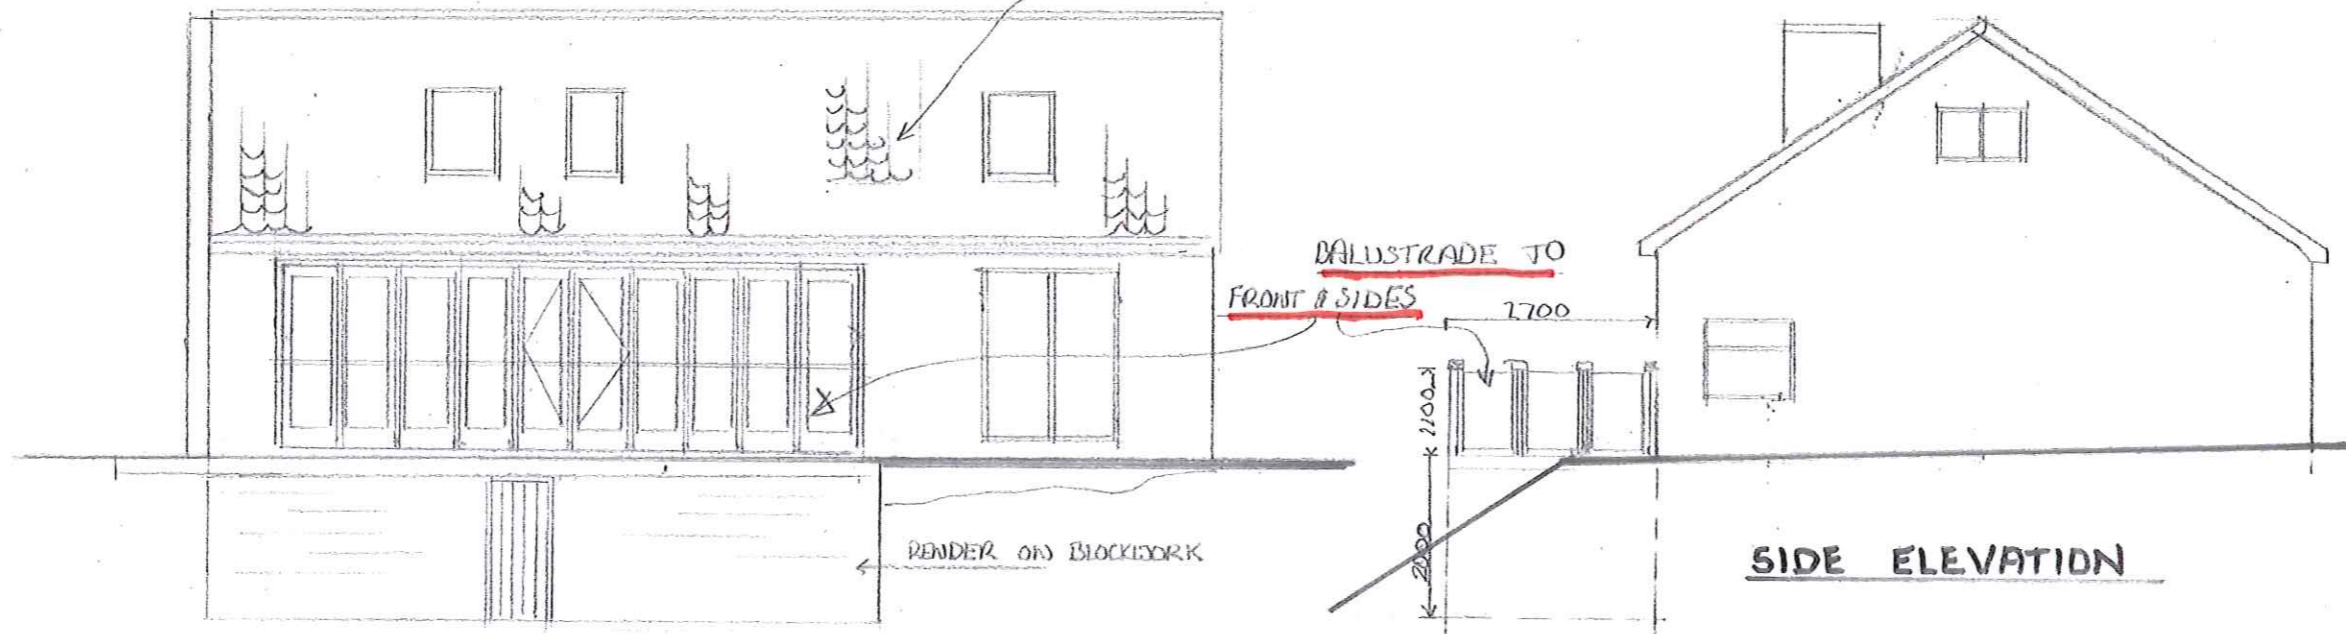 BALUSTRADE TO
FRONT & SIDES
2700
1100
2000
RENDER ON BLOCKWORK
SIDE ELEVATION